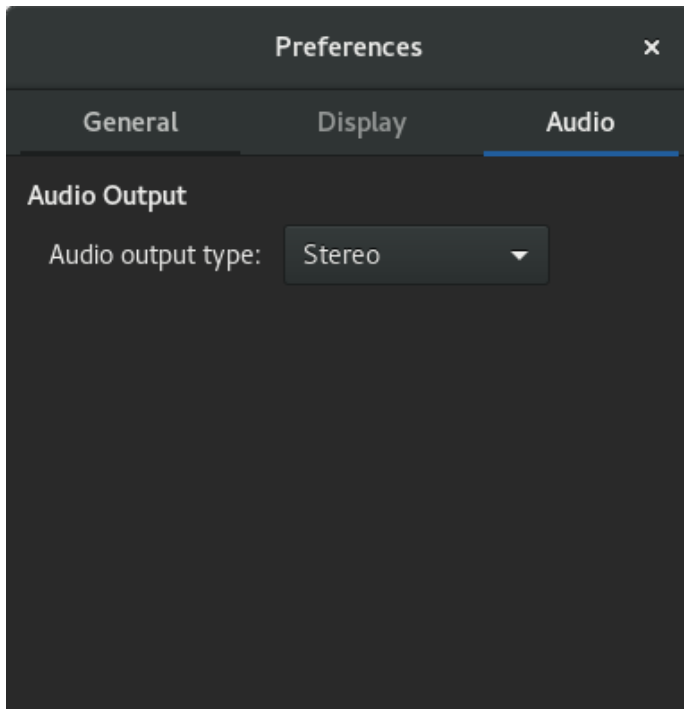 Preferences
General Display Audio
Audio Output
Audio output type: Stereo